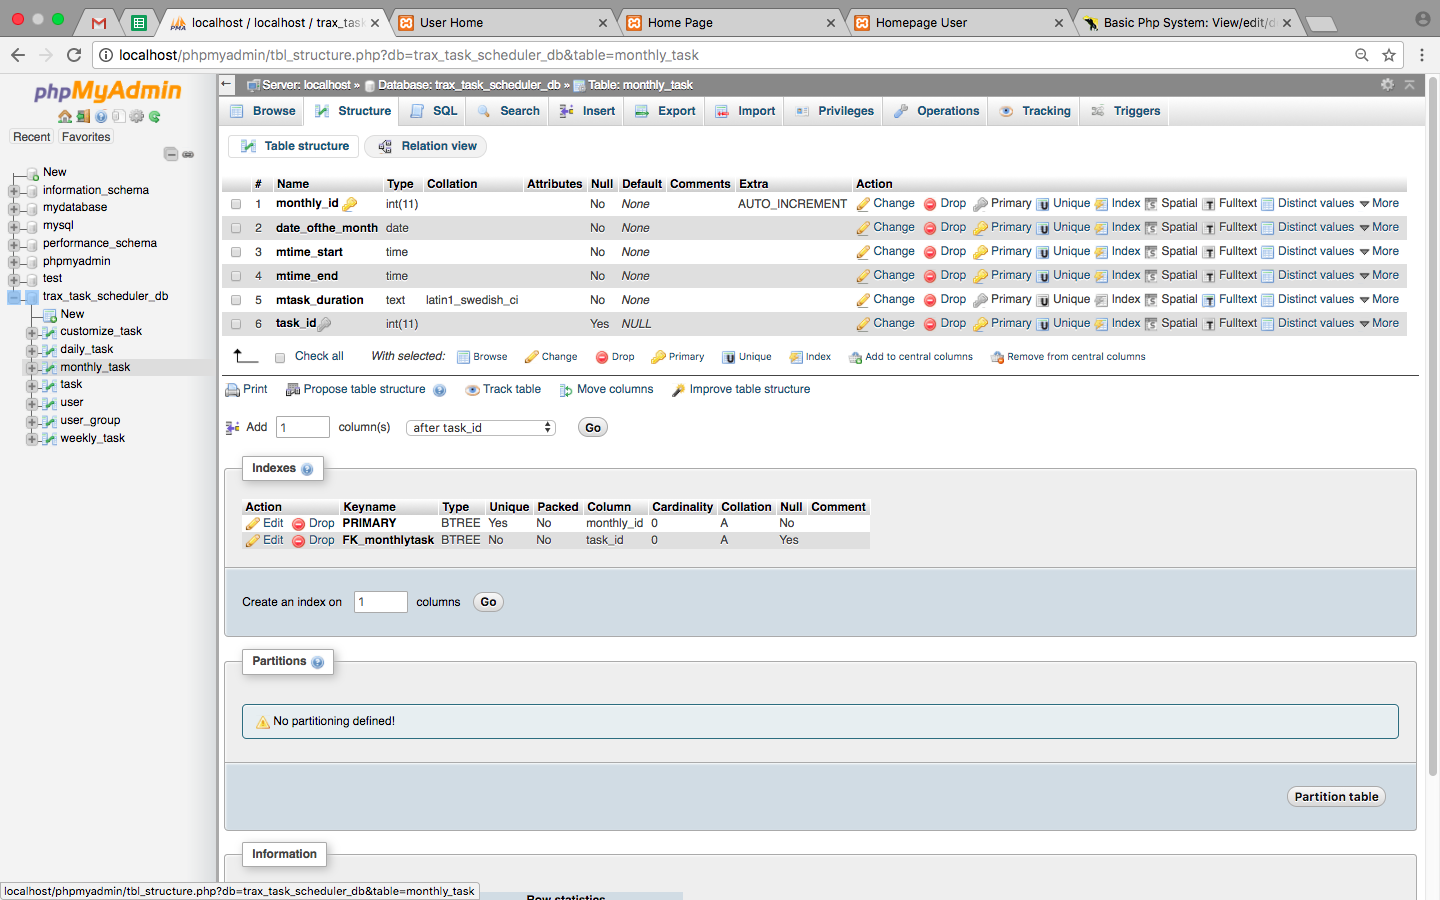 localhost / localhost / trax_tas
User Home
Home Page
Homepage User
Basic Php System: View/edit/d
localhost/phpmyadmin/tbl_structure.php?db=trax_task_scheduler_db&table=monthly_task
phpMyAdmin
Recent Favorites
New
information_schema
mydatabase
mysql
performance_schema
phpmyadmin
test
trax_task_scheduler_db
New
customize_task
daily_task
monthly_task
task
user
user_group
weekly_task
Server: localhost » Database: trax_task_scheduler_db » Table: monthly_task
Browse Structure SQL Search Insert Export Import Privileges Operations Tracking Triggers
Table structure Relation view
# Name Type Collation Attributes Null Default Comments Extra Action
1 monthly_id int(11) No None AUTO_INCREMENT Change Drop Primary Unique Index Spatial Fulltext Distinct values More
2 date_ofthe_month date No None Change Drop Primary Unique Index Spatial Fulltext Distinct values More
3 mtime_start time No None Change Drop Primary Unique Index Spatial Fulltext Distinct values More
4 mtime_end time No None Change Drop Primary Unique Index Spatial Fulltext Distinct values More
5 mtask_duration text latin1_swedish_ci No None Change Drop Primary Unique Index Spatial Fulltext Distinct values More
6 task_id int(11) Yes NULL Change Drop Primary Unique Index Spatial Fulltext Distinct values More
Check all With selected: Browse Change Drop Primary Unique Index Add to central columns Remove from central columns
Print Propose table structure Track table Move columns Improve table structure
Add 1 column(s) after task_id Go
Indexes
Action Keyname Type Unique Packed Column Cardinality Collation Null Comment
Edit Drop PRIMARY BTREE Yes No monthly_id 0 A No
Edit Drop FK_monthlytask BTREE No No task_id 0 A Yes
Create an index on 1 columns Go
Partitions
No partitioning defined!
Partition table
Information
Row statistics
localhost/phpmyadmin/tbl_structure.php?db=trax_task_scheduler_db&table=monthly_task